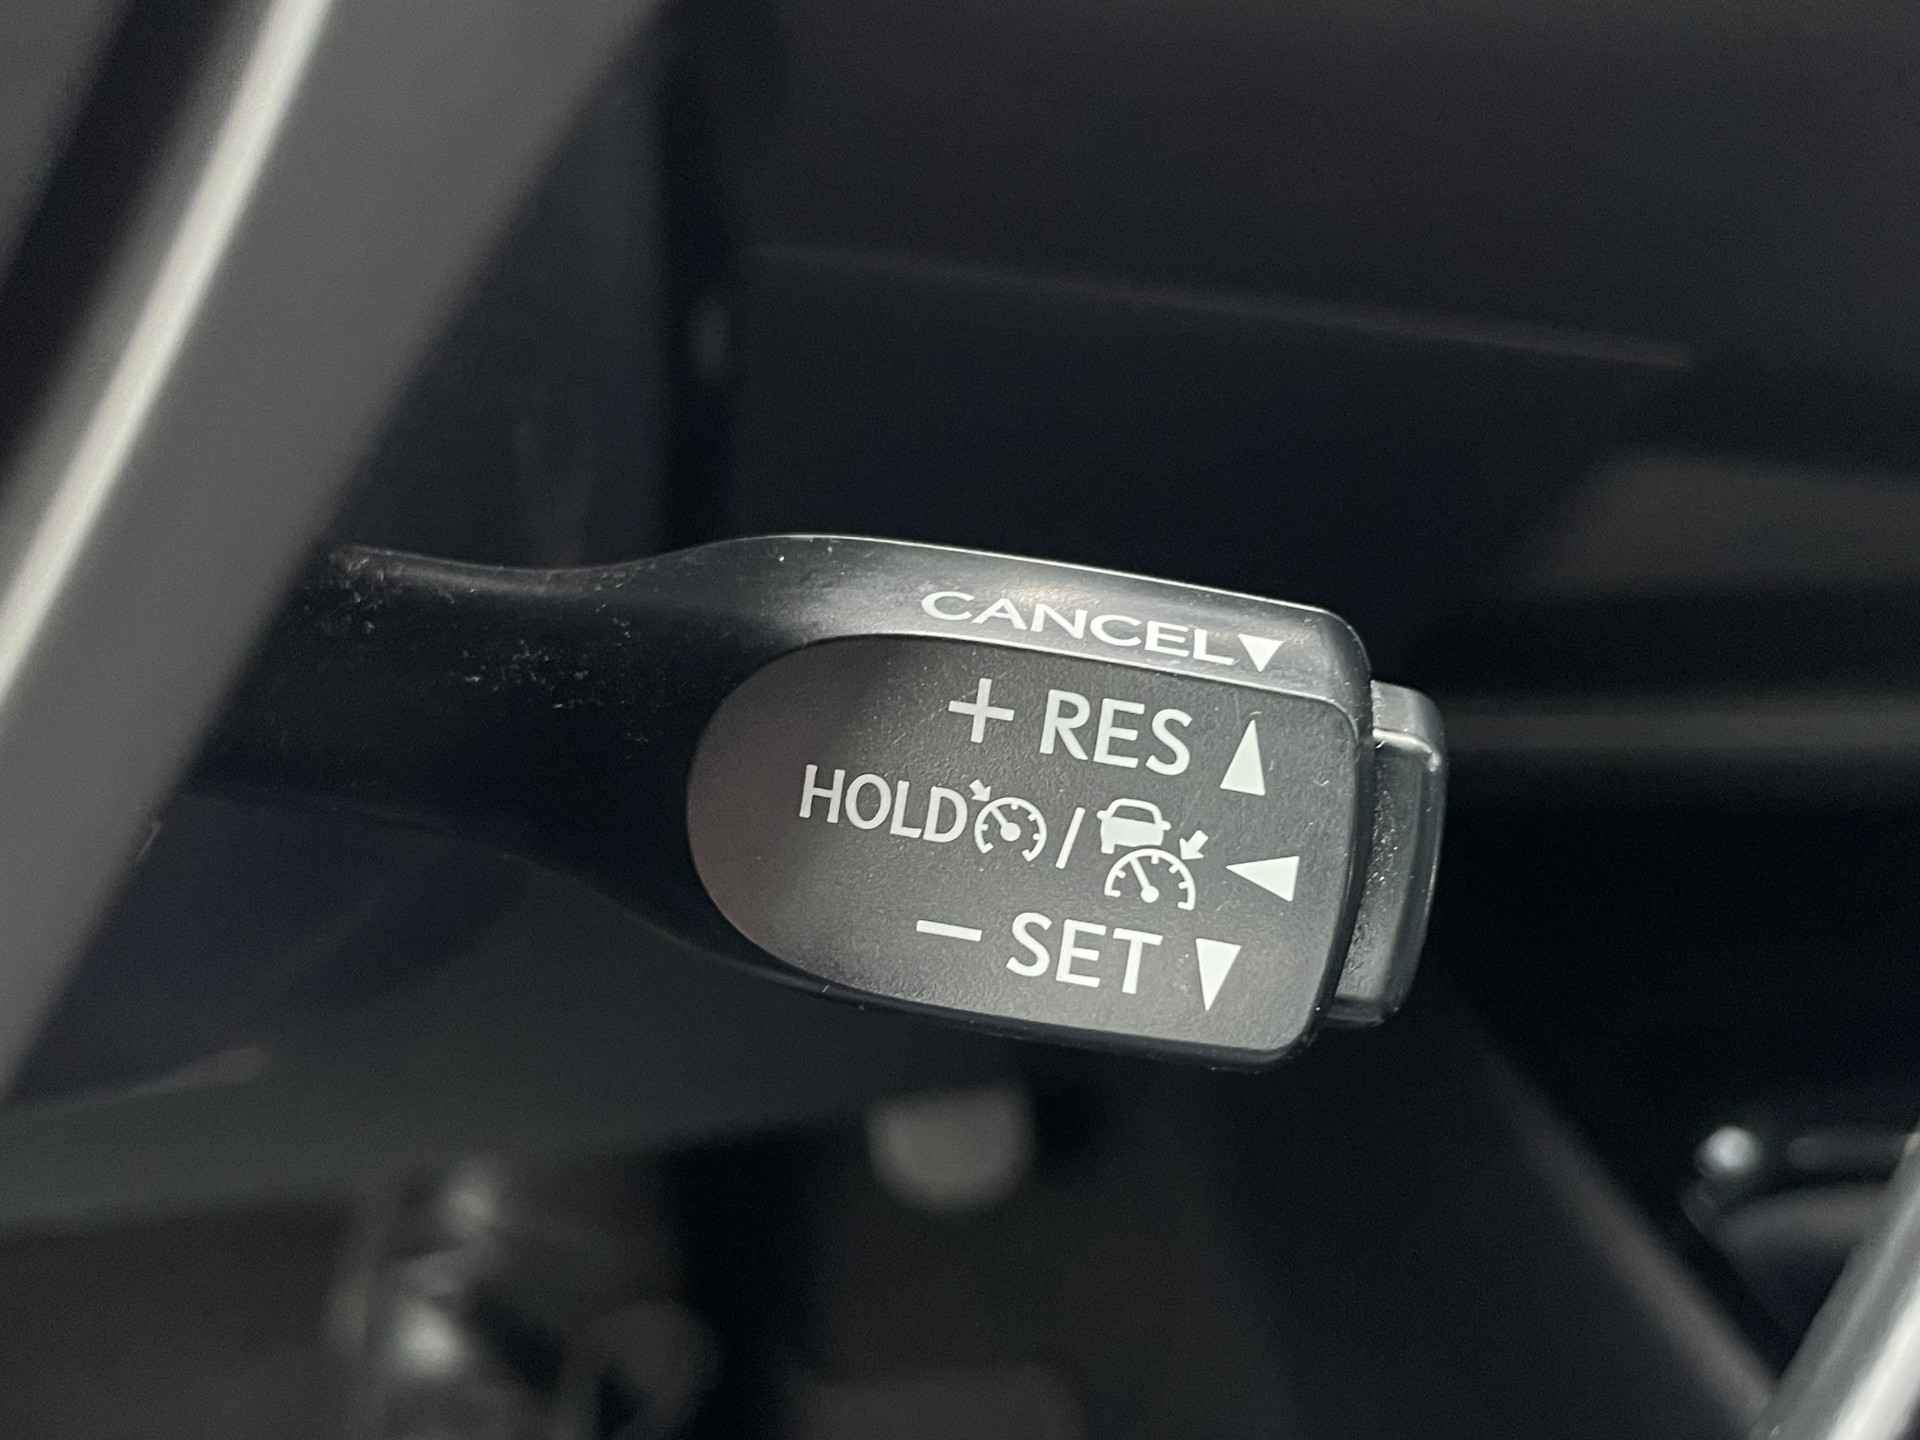 CANCEL▼
+ RES ▲
HOLD / ◀
− SET ▼